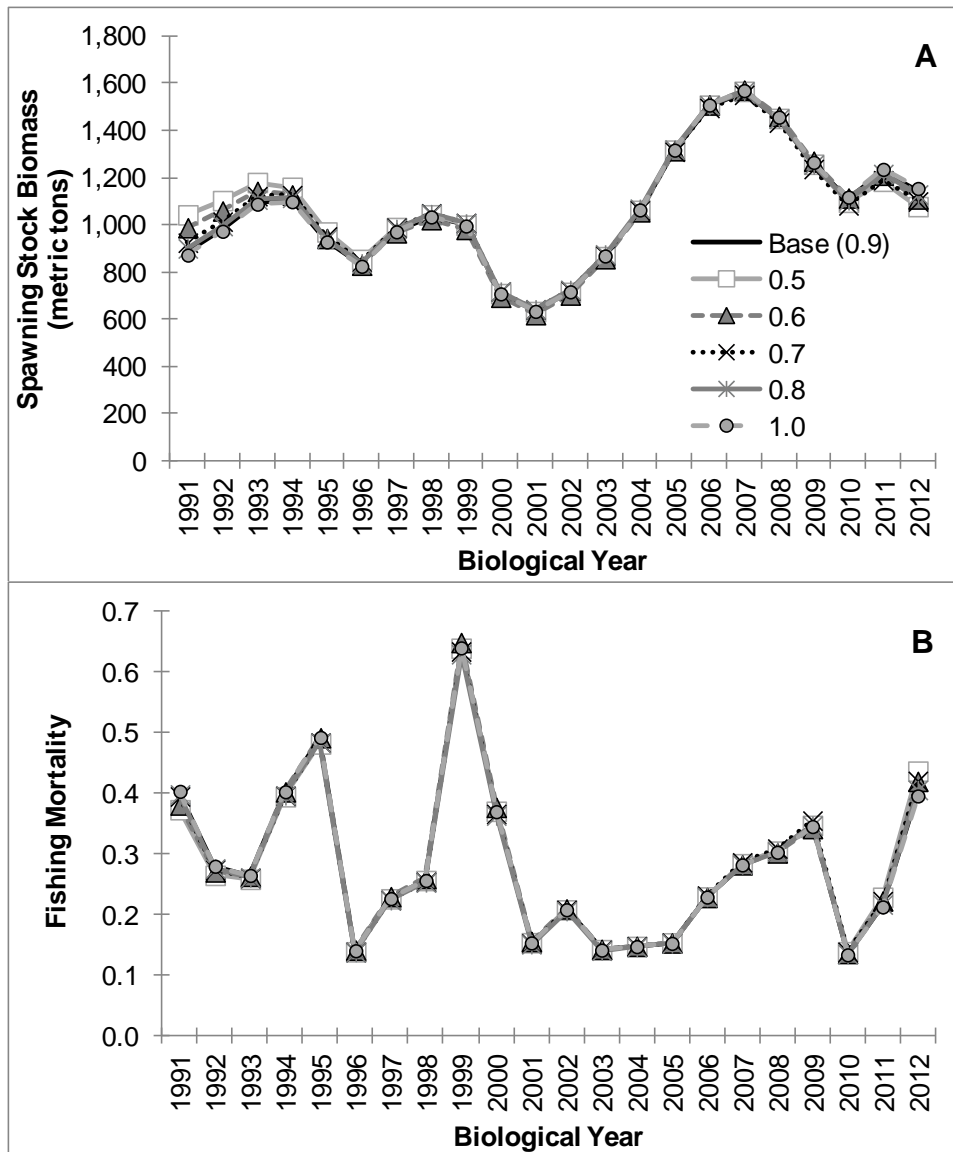 A
Spawning Stock Biomass
(metric tons)
1,800
1,600
1,400
1,200
1,000
800
600
400
200
0
Base (0.9)
0.5
0.6
0.7
0.8
1.0
1991 1992 1993 1994 1995 1996 1997 1998 1999 2000 2001 2002 2003 2004 2005 2006 2007 2008 2009 2010 2011 2012
Biological Year
B
Fishing Mortality
0.7
0.6
0.5
0.4
0.3
0.2
0.1
0.0
1991 1992 1993 1994 1995 1996 1997 1998 1999 2000 2001 2002 2003 2004 2005 2006 2007 2008 2009 2010 2011 2012
Biological Year